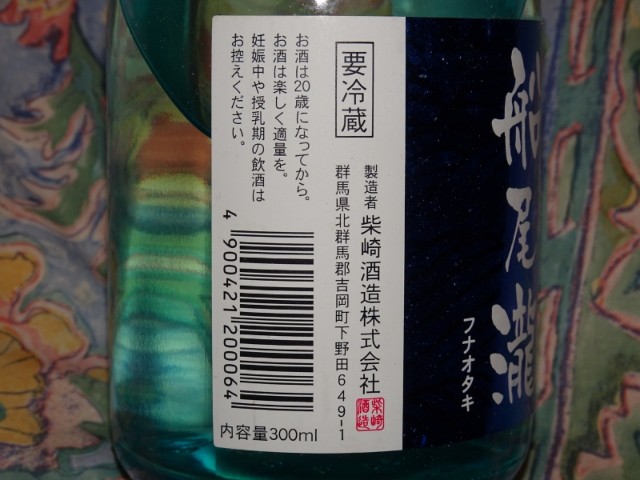 船尾瀧
フナオタキ
要冷蔵
製造者 柴崎酒造株式会社
群馬県北群馬郡吉岡町下野田649-1
柴崎
酒造
お酒は20歳になってから。
お酒は楽しく適量を。
妊娠中や授乳期の飲酒は
お控えください。
4 900421 200064
内容量300ml